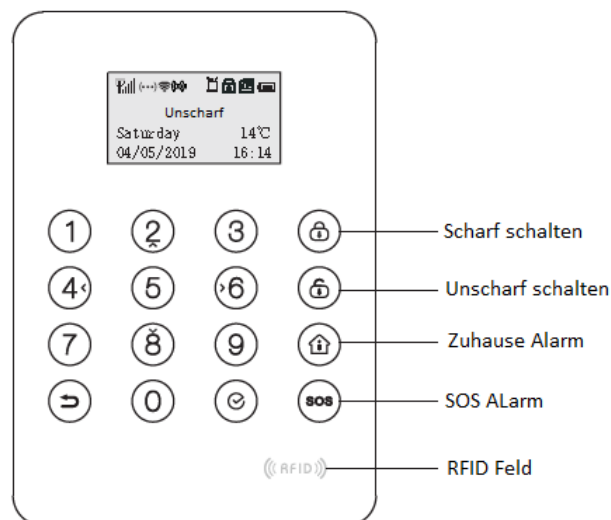 Unscharf
Saturday 14℃
04/05/2019 16:14
1 2 3 Scharf schalten
4 5 6 Unscharf schalten
7 8 9 Zuhause Alarm
0 SOS SOS ALarm
RFID RFID Feld